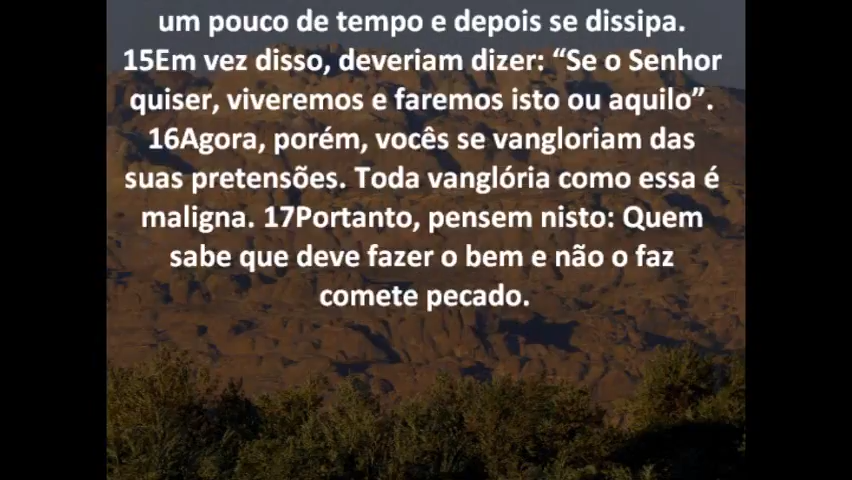 um pouco de tempo e depois se dissipa.
15Em vez disso, deveriam dizer: “Se o Senhor
quiser, viveremos e faremos isto ou aquilo”.
16Agora, porém, vocês se vangloriam das
suas pretensões. Toda vanglória como essa é
maligna. 17Portanto, pensem nisto: Quem
sabe que deve fazer o bem e não o faz
comete pecado.